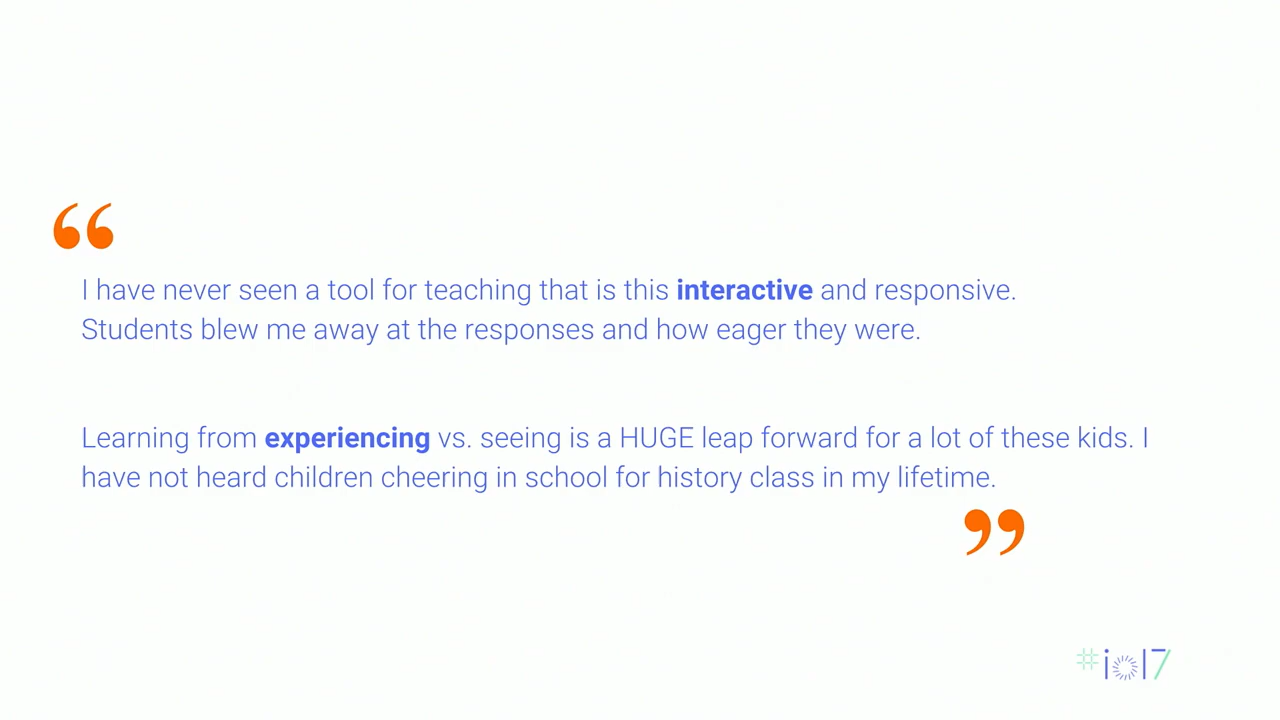 “
I have never seen a tool for teaching that is this interactive and responsive.
Students blew me away at the responses and how eager they were.
Learning from experiencing vs. seeing is a HUGE leap forward for a lot of these kids. I
have not heard children cheering in school for history class in my lifetime.
”
#io17